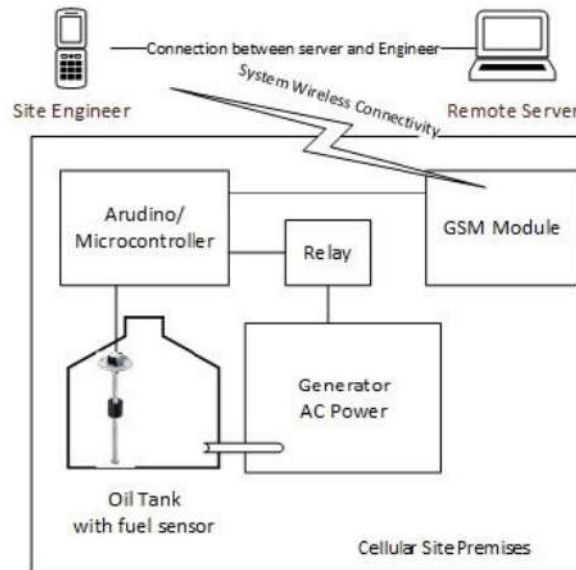 Connection between server and Engineer
System Wireless Connectivity
Site Engineer
Remote Server
Arudino/
Microcontroller
GSM Module
Relay
Generator
AC Power
Oil Tank
with fuel sensor
Cellular Site Premises